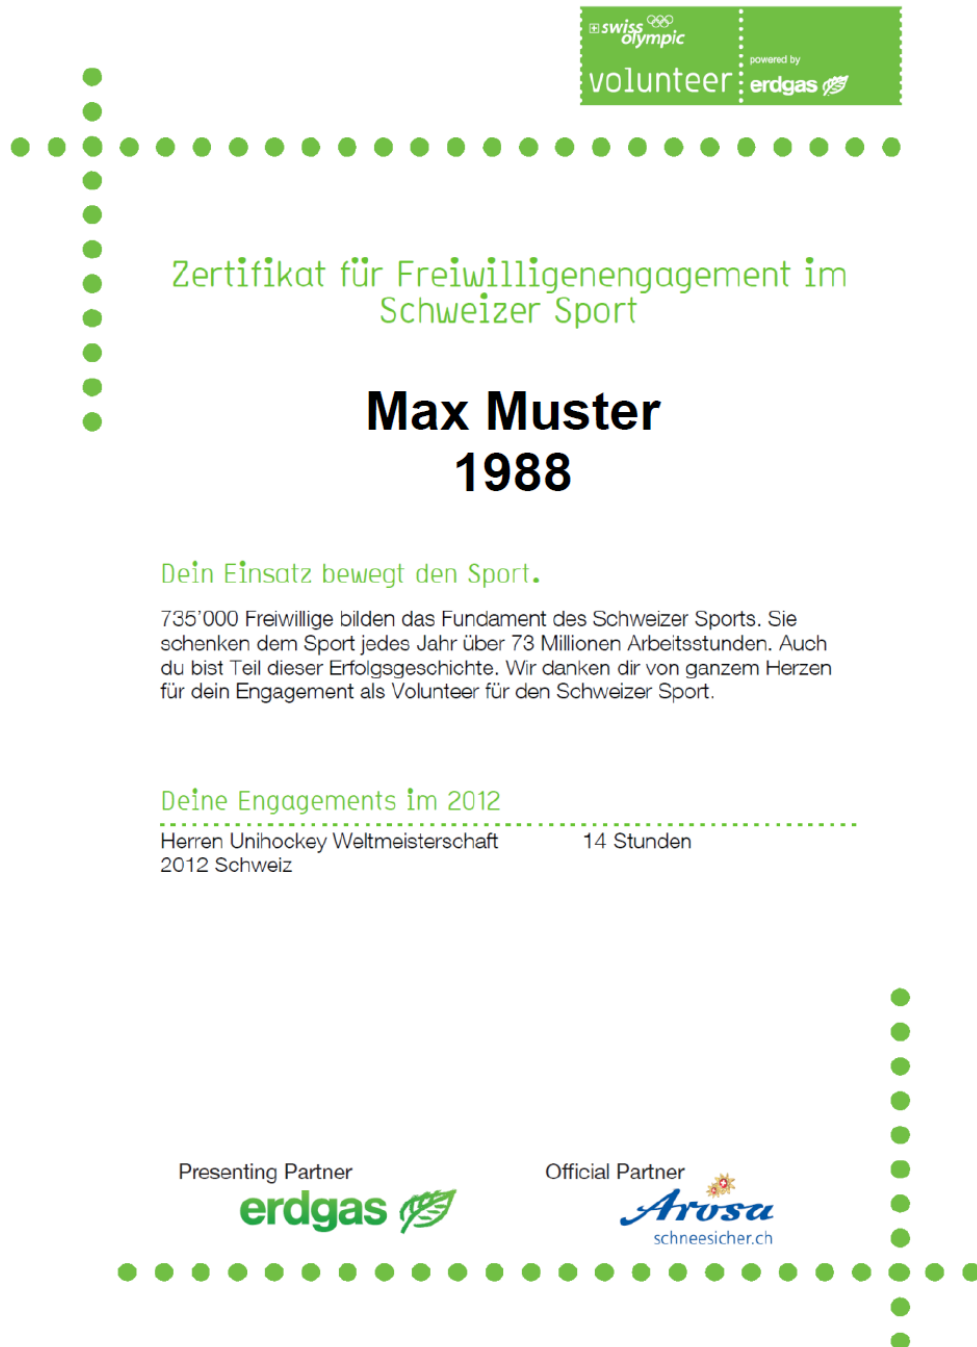 swiss olympic
volunteer
powered by
erdgas
Zertifikat für Freiwilligenengagement im
Schweizer Sport
Max Muster
1988
Dein Einsatz bewegt den Sport.
735'000 Freiwillige bilden das Fundament des Schweizer Sports. Sie
schenken dem Sport jedes Jahr über 73 Millionen Arbeitsstunden. Auch
du bist Teil dieser Erfolgsgeschichte. Wir danken dir von ganzem Herzen
für dein Engagement als Volunteer für den Schweizer Sport.
Deine Engagements im 2012
Herren Unihockey Weltmeisterschaft 14 Stunden
2012 Schweiz
Presenting Partner Official Partner
erdgas Arosa
schneesicher.ch